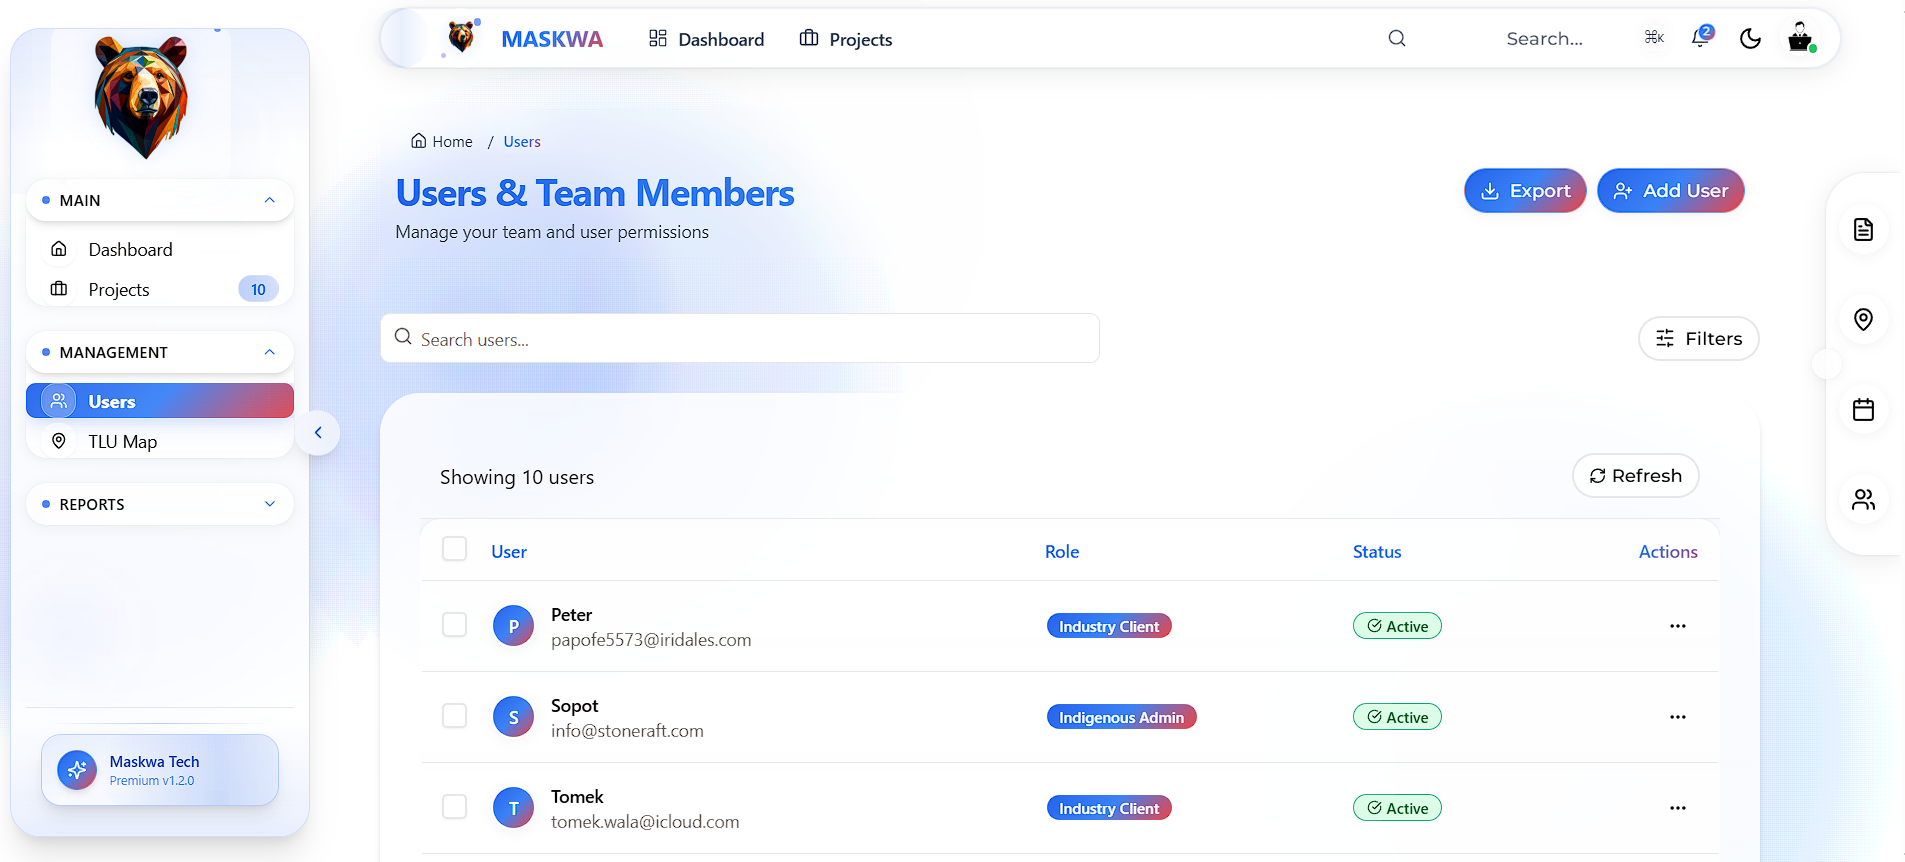 MASKWA
Dashboard
Projects
Search...
⌘K
2
MAIN
Dashboard
Projects
10
MANAGEMENT
Users
TLU Map
REPORTS
Maskwa Tech
Premium v1.2.0
Home / Users
Users & Team Members
Manage your team and user permissions
Export
Add User
Search users...
Filters
Showing 10 users
Refresh
User Role Status Actions
P
Peter
papofe5573@iridales.com
Industry Client
Active
S
Sopot
info@stoneraft.com
Indigenous Admin
Active
T
Tomek
tomek.wala@icloud.com
Industry Client
Active